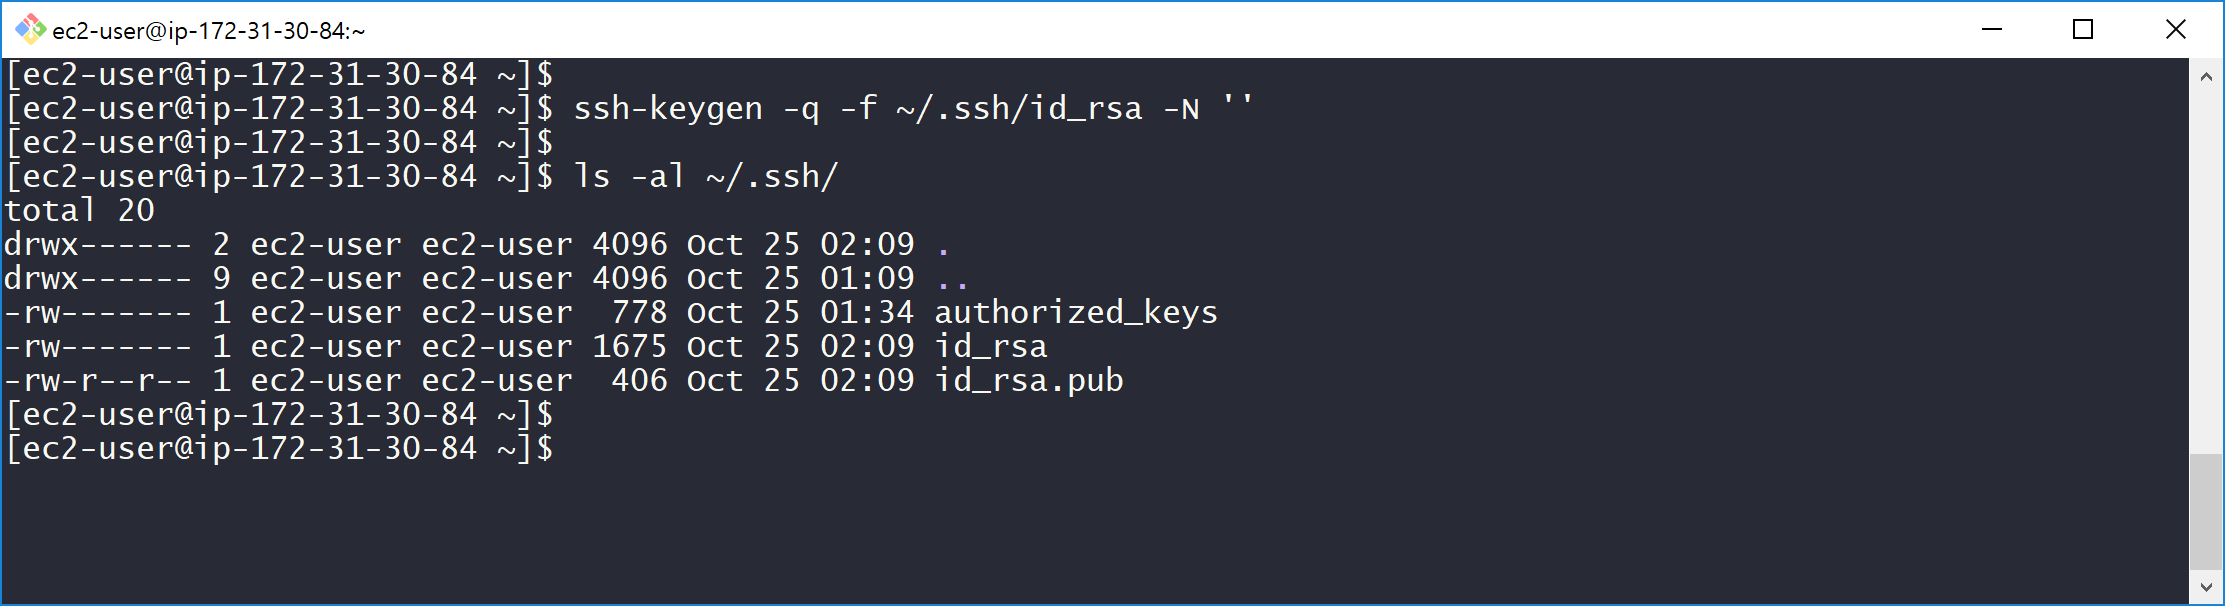 ec2-user@ip-172-31-30-84:~
[ec2-user@ip-172-31-30-84 ~]$
[ec2-user@ip-172-31-30-84 ~]$ ssh-keygen -q -f ~/.ssh/id_rsa -N ''
[ec2-user@ip-172-31-30-84 ~]$
[ec2-user@ip-172-31-30-84 ~]$ ls -al ~/.ssh/
total 20
drwx------ 2 ec2-user ec2-user 4096 Oct 25 02:09 .
drwx------ 9 ec2-user ec2-user 4096 Oct 25 01:09 ..
-rw------- 1 ec2-user ec2-user  778 Oct 25 01:34 authorized_keys
-rw------- 1 ec2-user ec2-user 1675 Oct 25 02:09 id_rsa
-rw-r--r-- 1 ec2-user ec2-user  406 Oct 25 02:09 id_rsa.pub
[ec2-user@ip-172-31-30-84 ~]$
[ec2-user@ip-172-31-30-84 ~]$